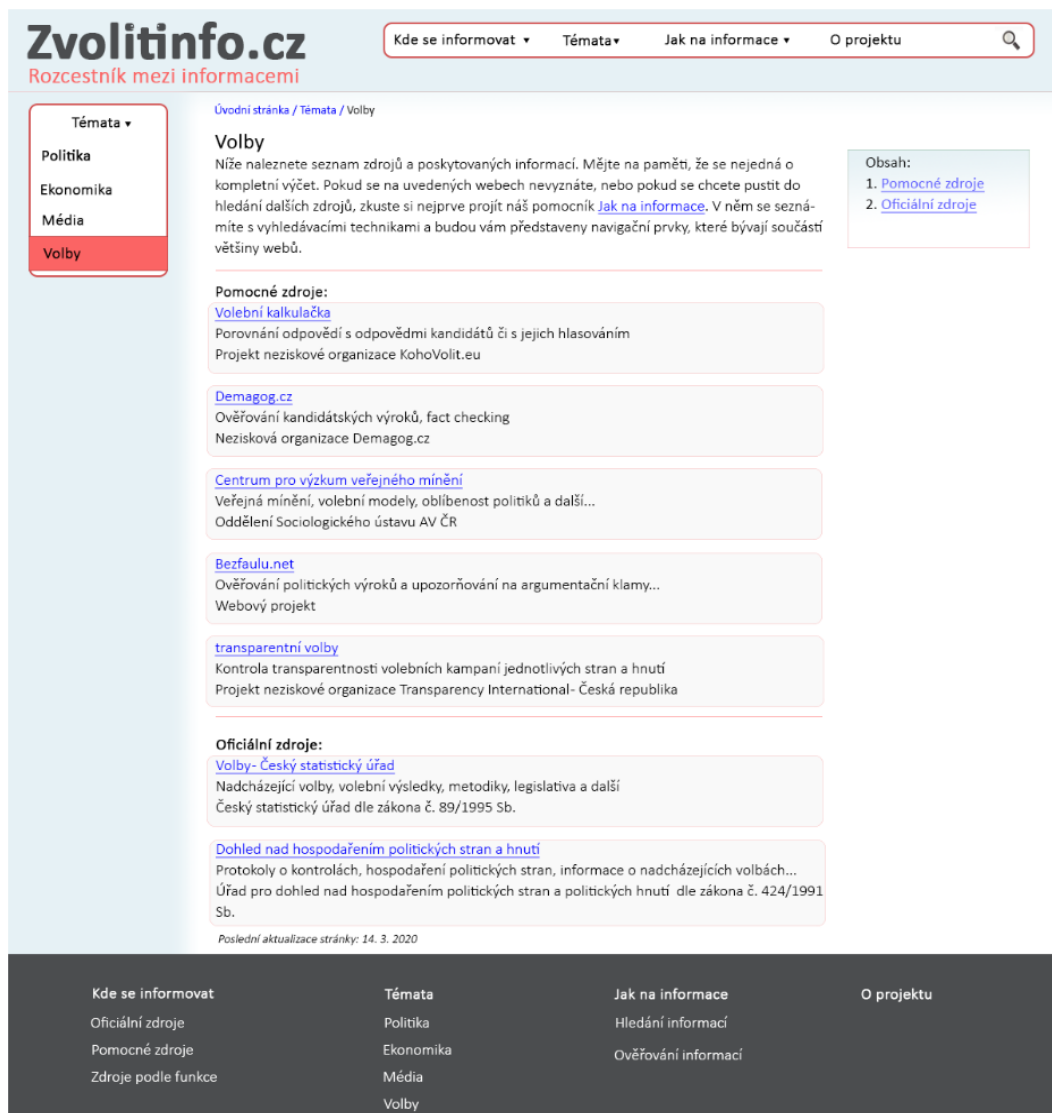 Zvolitinfo.cz
Rozcestník mezi informacemi
Kde se informovat ▾ Témata▾ Jak na informace ▾ O projektu
Témata ▾
Politika
Ekonomika
Média
Volby
Úvodní stránka / Témata / Volby
Volby
Níže naleznete seznam zdrojů a poskytovaných informací. Mějte na paměti, že se nejedná o
kompletní výčet. Pokud se na uvedených webech nevyznáte, nebo pokud se chcete pustit do
hledání dalších zdrojů, zkuste si nejprve projít náš pomocník Jak na informace. V něm se sezná-
míte s vyhledávacími technikami a budou vám představeny navigační prvky, které bývají součástí
většiny webů.
Obsah:
1. Pomocné zdroje
2. Oficiální zdroje
Pomocné zdroje:
Volební kalkulačka
Porovnání odpovědí s odpovědmi kandidátů či s jejich hlasováním
Projekt neziskové organizace KohoVolit.eu
Demagog.cz
Ověřování kandidátských výroků, fact checking
Nezisková organizace Demagog.cz
Centrum pro výzkum veřejného mínění
Veřejná mínění, volební modely, oblíbenost politiků a další...
Oddělení Sociologického ústavu AV ČR
Bezfaulu.net
Ověřování politických výroků a upozorňování na argumentační klamy...
Webový projekt
transparentní volby
Kontrola transparentnosti volebních kampaní jednotlivých stran a hnutí
Projekt neziskové organizace Transparency International- Česká republika
Oficiální zdroje:
Volby- Český statistický úřad
Nadcházející volby, volební výsledky, metodiky, legislativa a další
Český statistický úřad dle zákona č. 89/1995 Sb.
Dohled nad hospodařením politických stran a hnutí
Protokoly o kontrolách, hospodaření politických stran, informace o nadcházejících volbách...
Úřad pro dohled nad hospodařením politických stran a politických hnutí dle zákona č. 424/1991
Sb.
Poslední aktualizace stránky: 14. 3. 2020
Kde se informovat
Oficiální zdroje
Pomocné zdroje
Zdroje podle funkce
Témata
Politika
Ekonomika
Média
Volby
Jak na informace
Hledání informací
Ověřování informací
O projektu